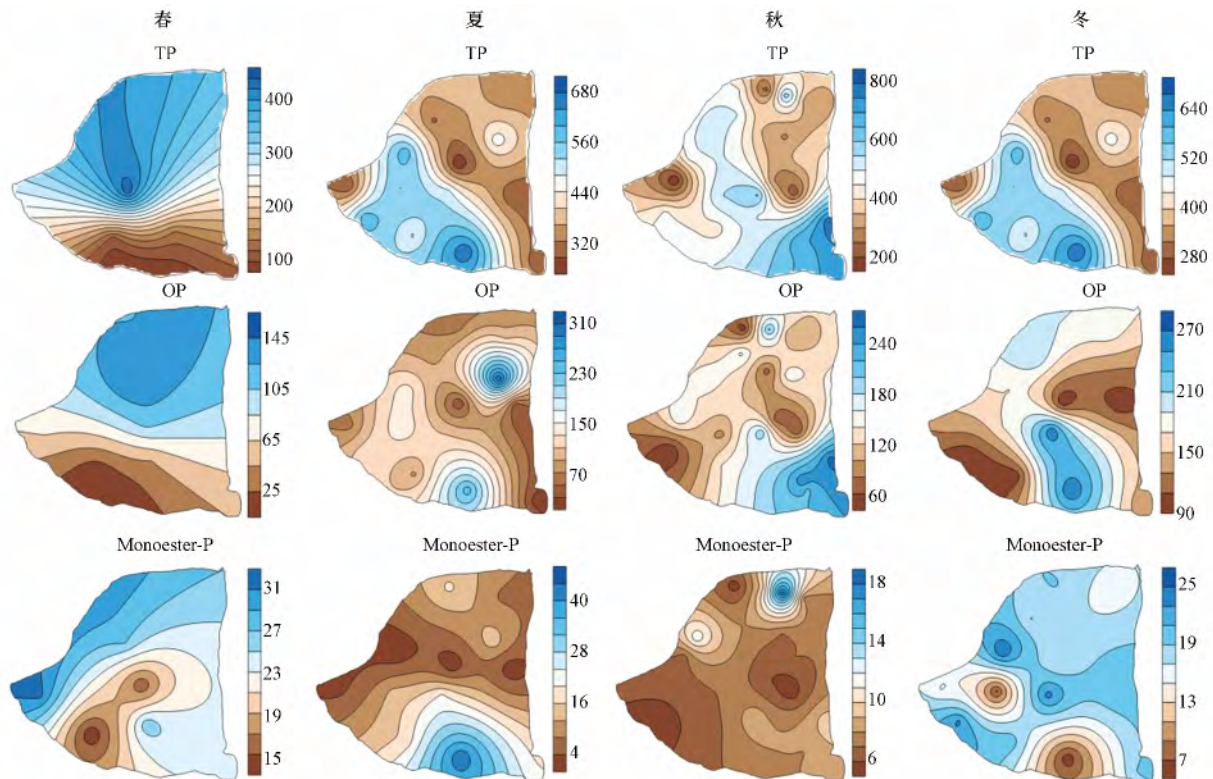 春 夏 秋 冬
TP TP TP TP
400 300 200 100
680 560 440 320
800 600 400 200
640 520 400 280
OP OP OP OP
145 105 65 25
310 230 150 70
240 180 120 60
270 210 150 90
Monoester-P Monoester-P Monoester-P Monoester-P
31 27 23 19 15
40 28 16 4
18 14 10 6
25 19 13 7